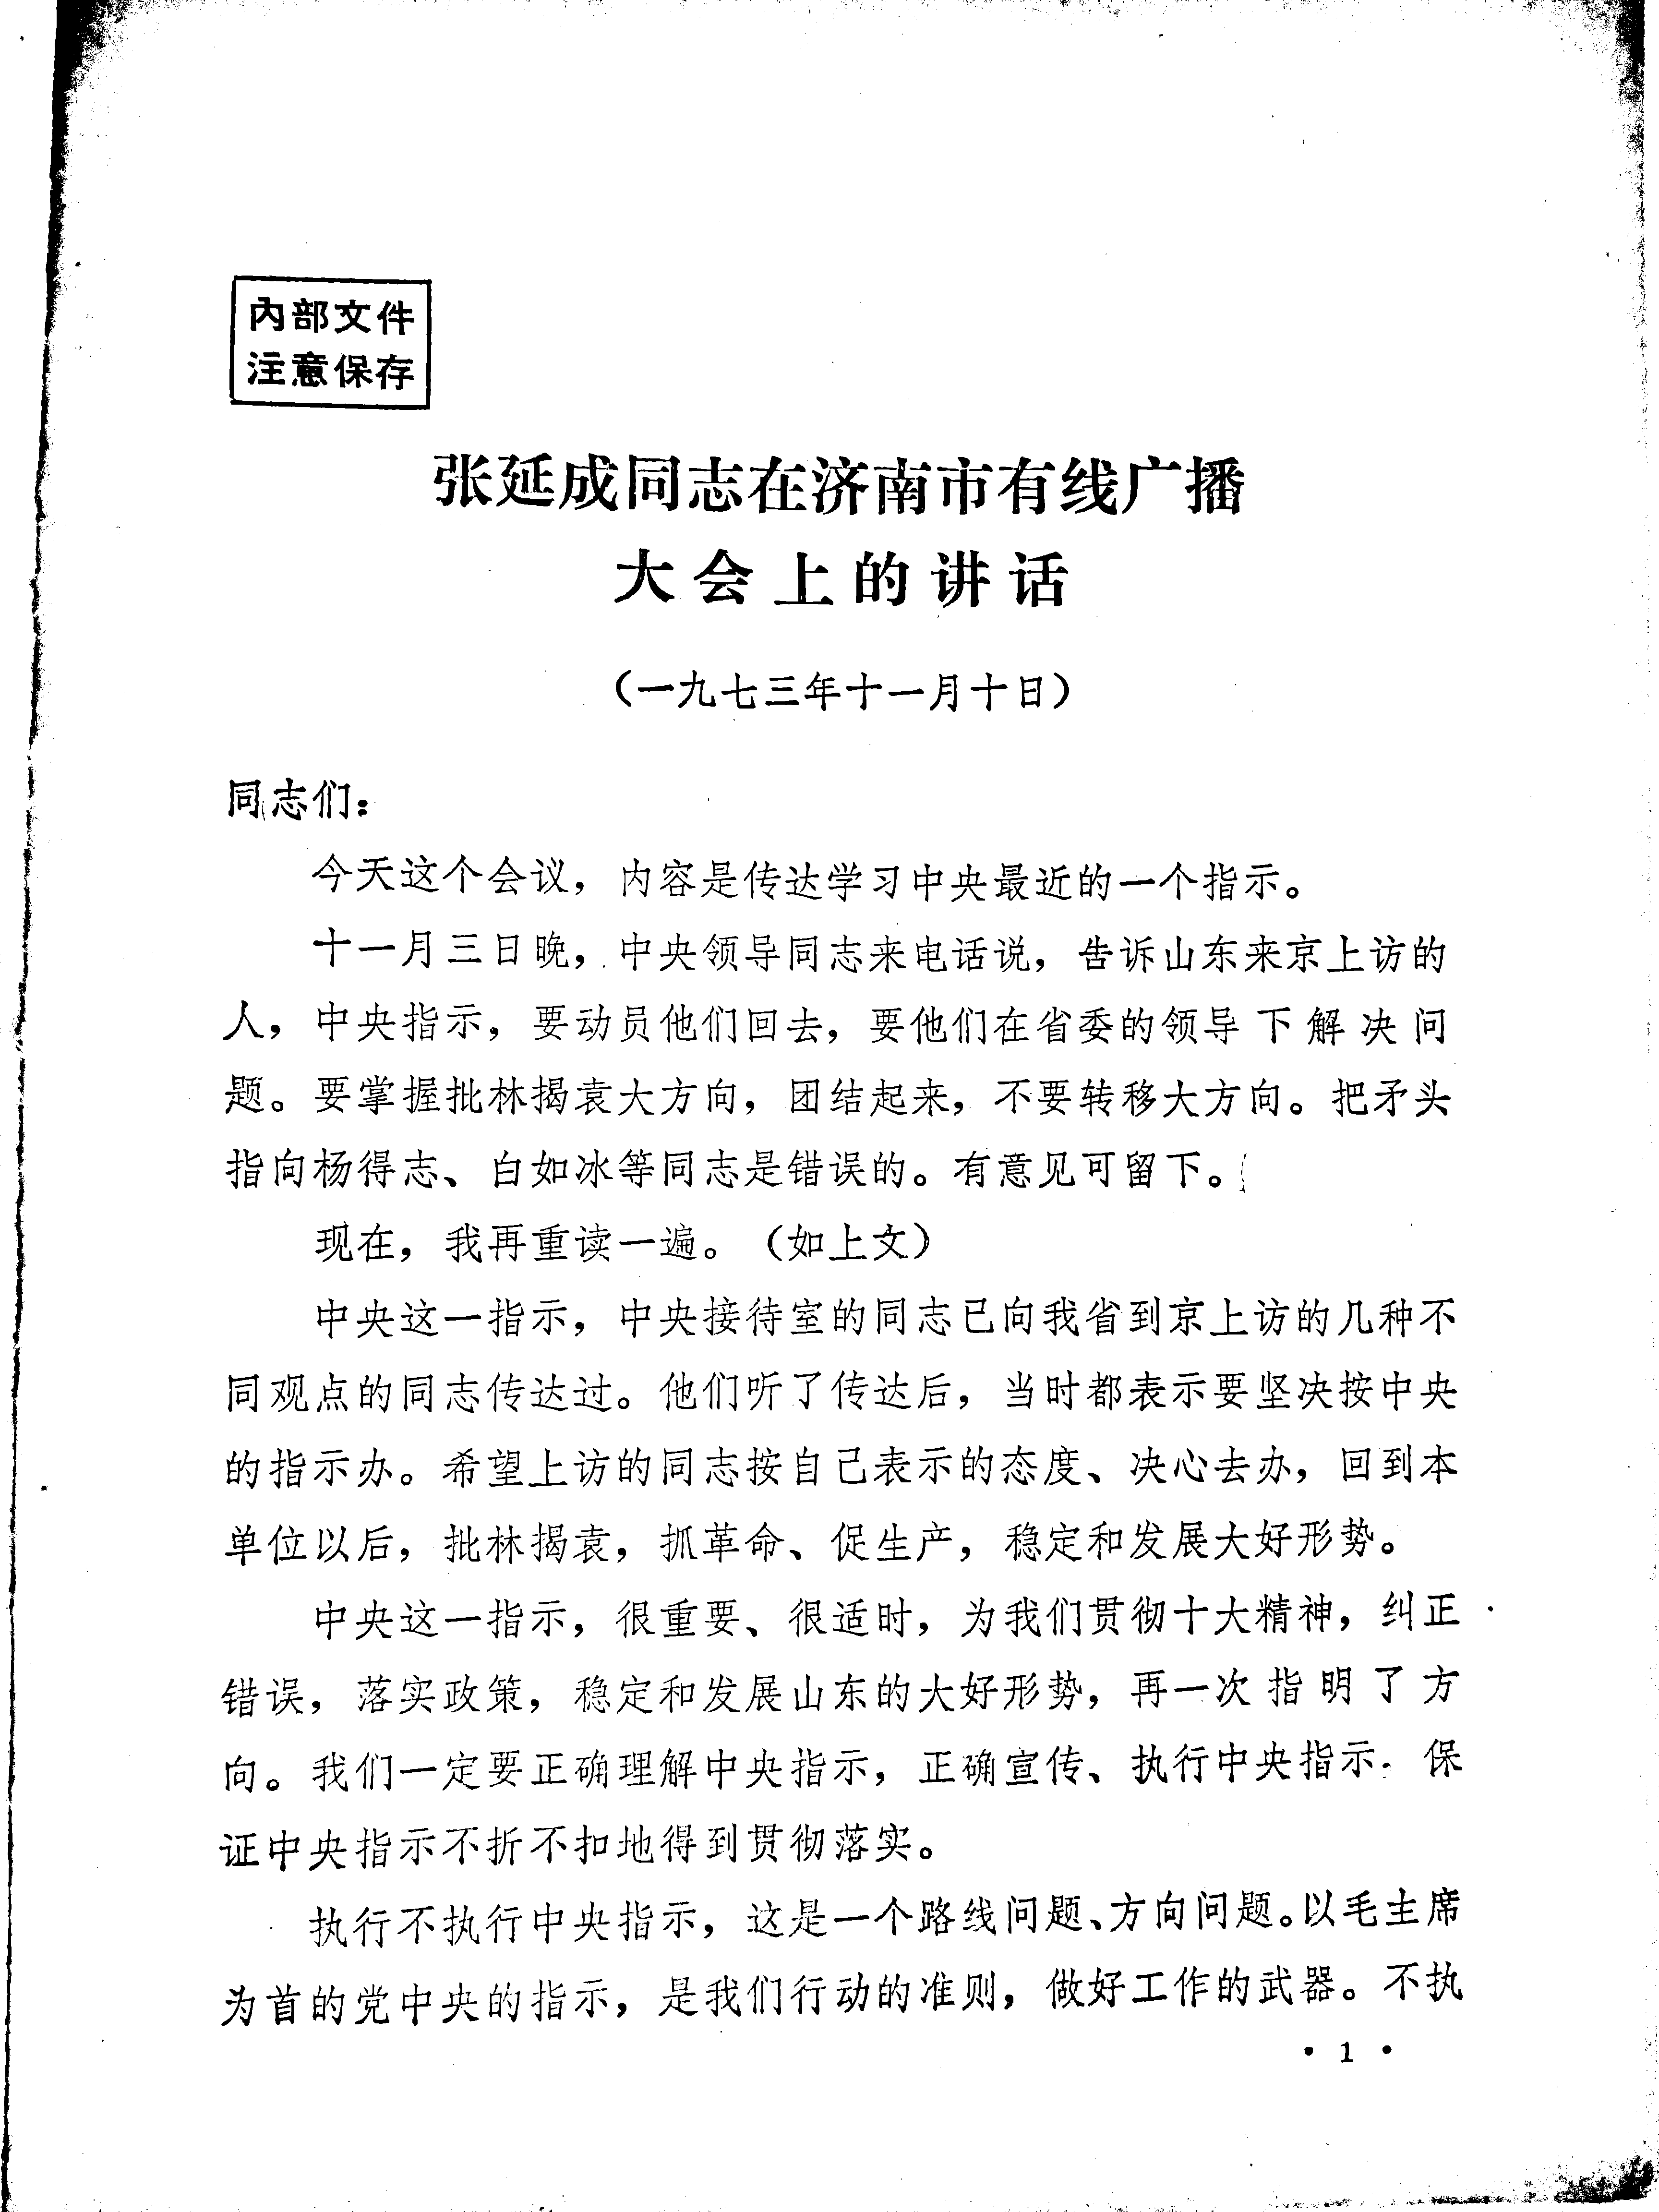 内部文件
注意保存
张延成同志在济南市有线广播
大会上的讲话
（一九七三年十一月十日）
同志们：
今天这个会议，内容是传达学习中央最近的一个指示。
十一月三日晚，中央领导同志来电话说，告诉山东来京上访的
人，中央指示，要动员他们回去，要他们在省委的领导下解决问
题。要掌握批林揭袁大方向，团结起来，不要转移大方向。把矛头
指向杨得志、白如冰等同志是错误的。有意见可留下。
现在，我再重读一遍。（如上文）
中央这一指示，中央接待室的同志已向我省到京上访的几种不
同观点的同志传达过。他们听了传达后，当时都表示要坚决按中央
的指示办。希望上访的同志按自己表示的态度、决心去办，回到本
单位以后，批林揭袁，抓革命、促生产，稳定和发展大好形势。
中央这一指示，很重要、很适时，为我们贯彻十大精神，纠正
错误，落实政策，稳定和发展山东的大好形势，再一次指明了方
向。我们一定要正确理解中央指示，正确宣传、执行中央指示，保
证中央指示不折不扣地得到贯彻落实。
执行不执行中央指示，这是一个路线问题、方向问题。以毛主席
为首的党中央的指示，是我们行动的准则，做好工作的武器。不执
• 1 •